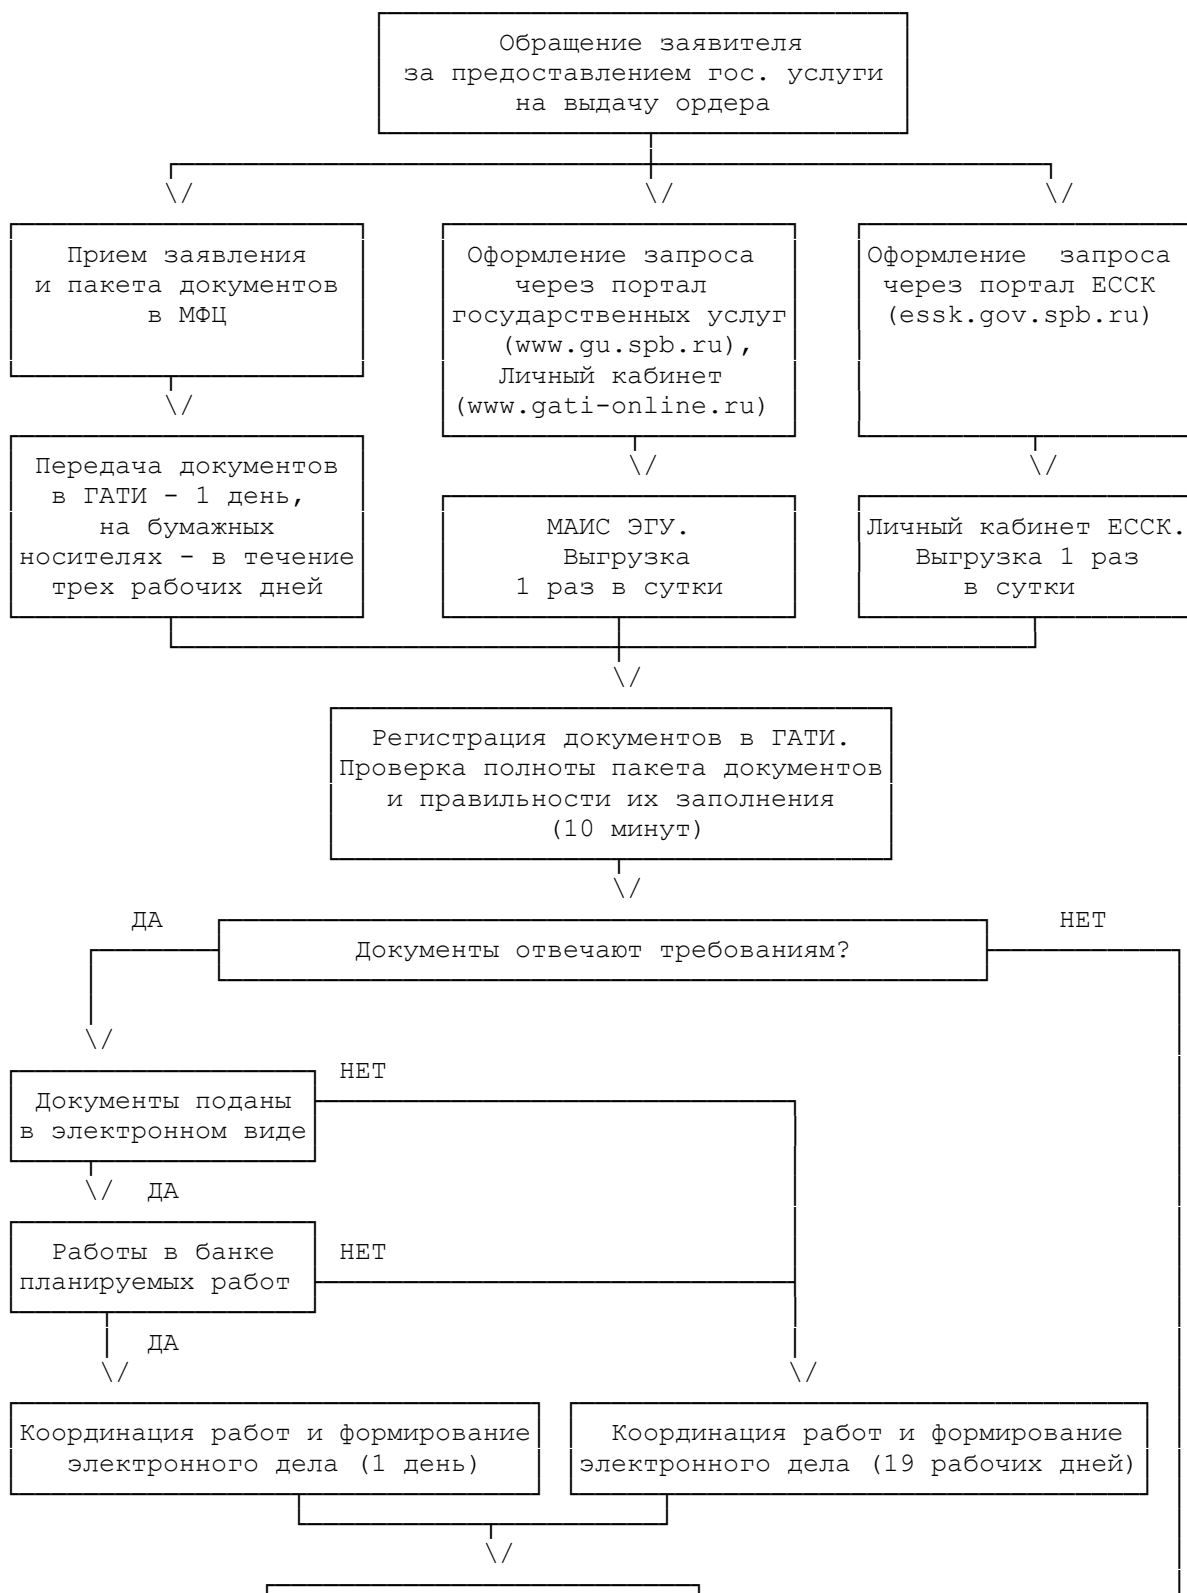 Обращение заявителя
за предоставлением гос. услуги
на выдачу ордера
Прием заявления
и пакета документов
в МФЦ
Оформление запроса
через портал
государственных услуг
(www.gu.spb.ru),
Личный кабинет
(www.gati-online.ru)
Оформление запроса
через портал ЕССК
(essk.gov.spb.ru)
Передача документов
в ГАТИ - 1 день,
на бумажных
носителях - в течение
трех рабочих дней
МАИС ЭГУ.
Выгрузка
1 раз в сутки
Личный кабинет ЕССК.
Выгрузка 1 раз
в сутки
Регистрация документов в ГАТИ.
Проверка полноты пакета документов
и правильности их заполнения
(10 минут)
ДА
НЕТ
Документы отвечают требованиям?
НЕТ
Документы поданы
в электронном виде
ДА
Работы в банке
планируемых работ
НЕТ
ДА
Координация работ и формирование
электронного дела (1 день)
Координация работ и формирование
электронного дела (19 рабочих дней)